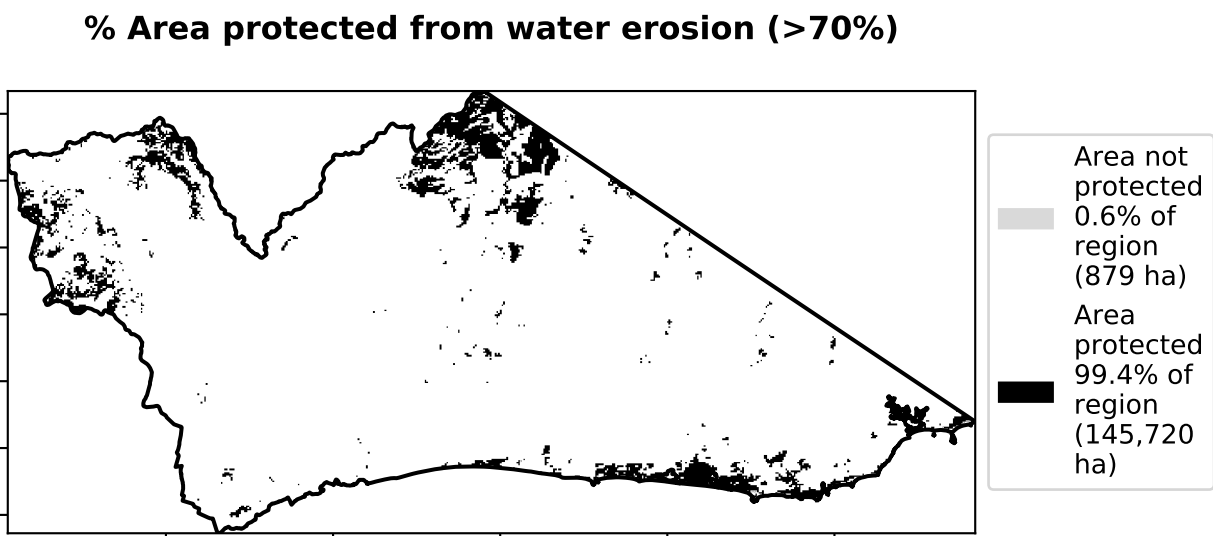 % Area protected from water erosion (>70%)
Area not
protected
0.6% of
region
(879 ha)
Area
protected
99.4% of
region
(145,720
ha)